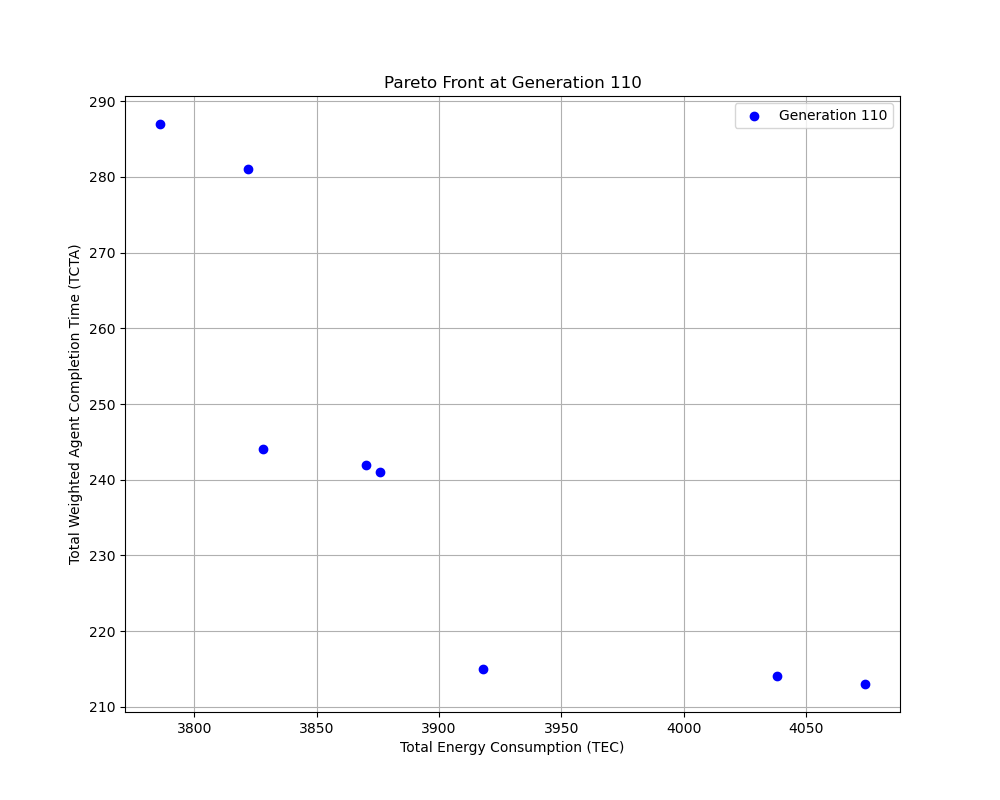 Pareto Front at Generation 110
Generation 110
290
280
270
260
250
240
230
220
210
Total Weighted Agent Completion Time (TCTA)
3800 3850 3900 3950 4000 4050
Total Energy Consumption (TEC)